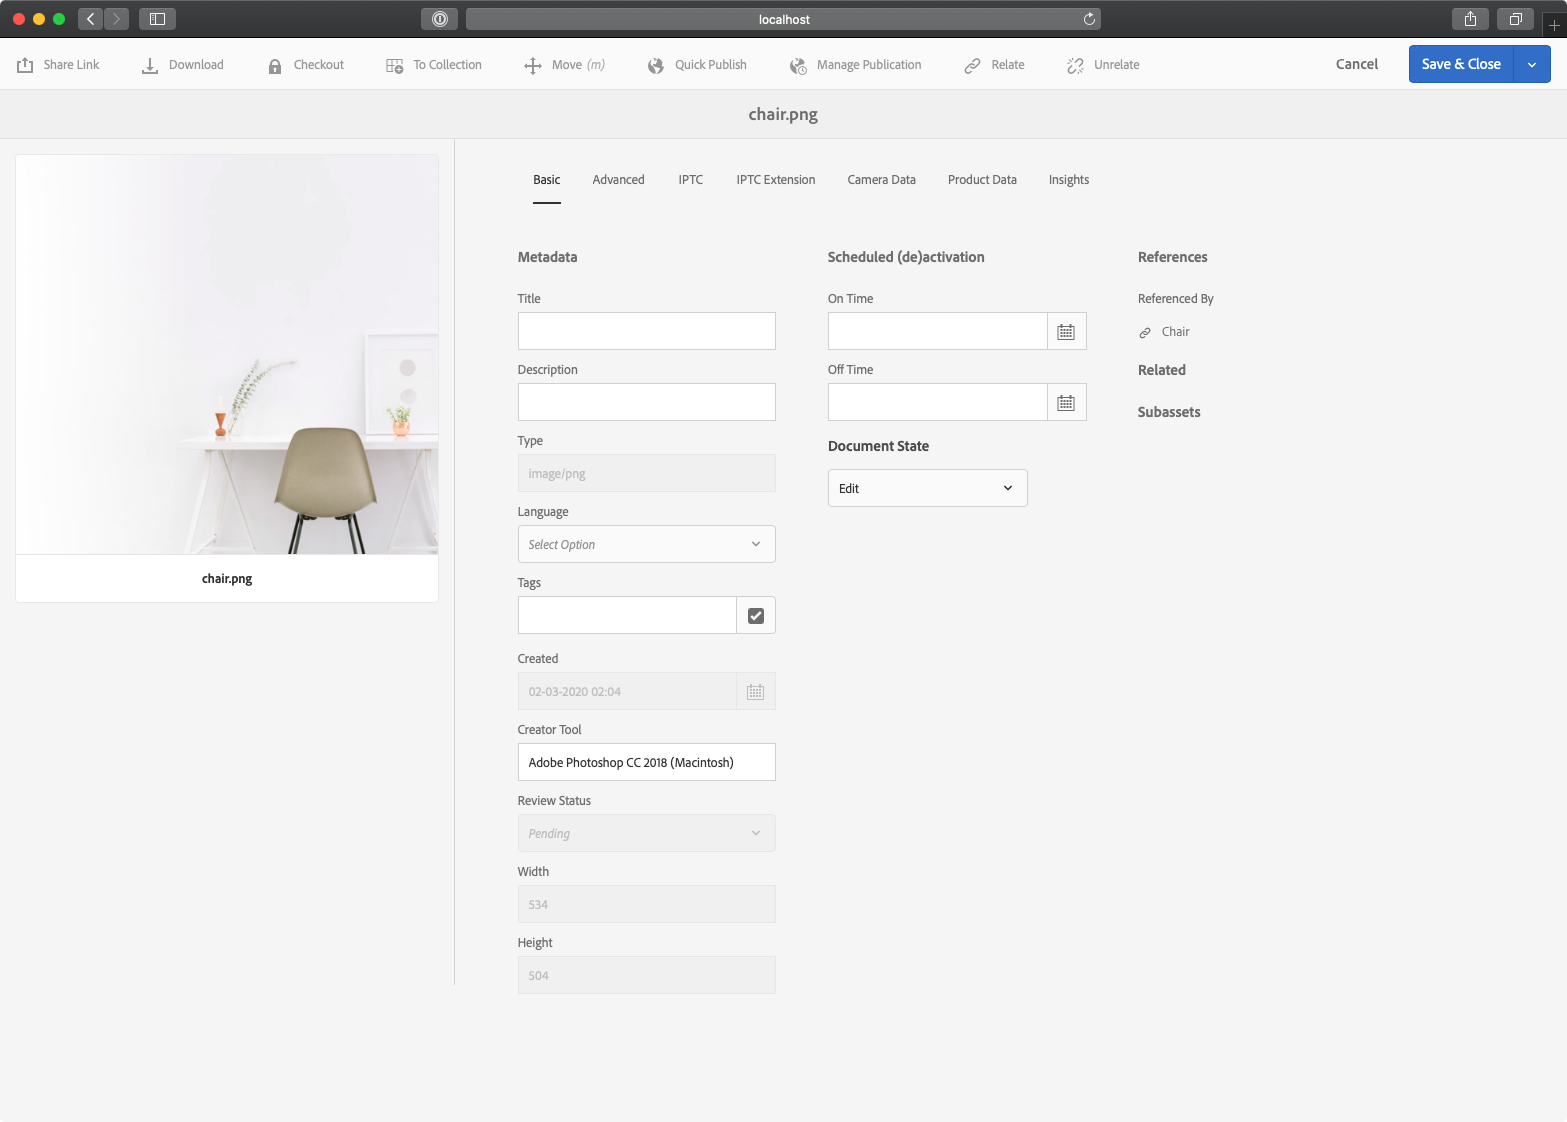 localhost
Share Link
Download
Checkout
To Collection
Move (m)
Quick Publish
Manage Publication
Relate
Unrelate
Cancel
Save & Close
chair.png
chair.png
Basic
Advanced
IPTC
IPTC Extension
Camera Data
Product Data
Insights
Metadata
Title
Description
Type
image/png
Language
Select Option
Tags
Created
02-03-2020 02:04
Creator Tool
Adobe Photoshop CC 2018 (Macintosh)
Review Status
Pending
Width
534
Height
504
Scheduled (de)activation
On Time
Off Time
Document State
Edit
References
Referenced By
Chair
Related
Subassets